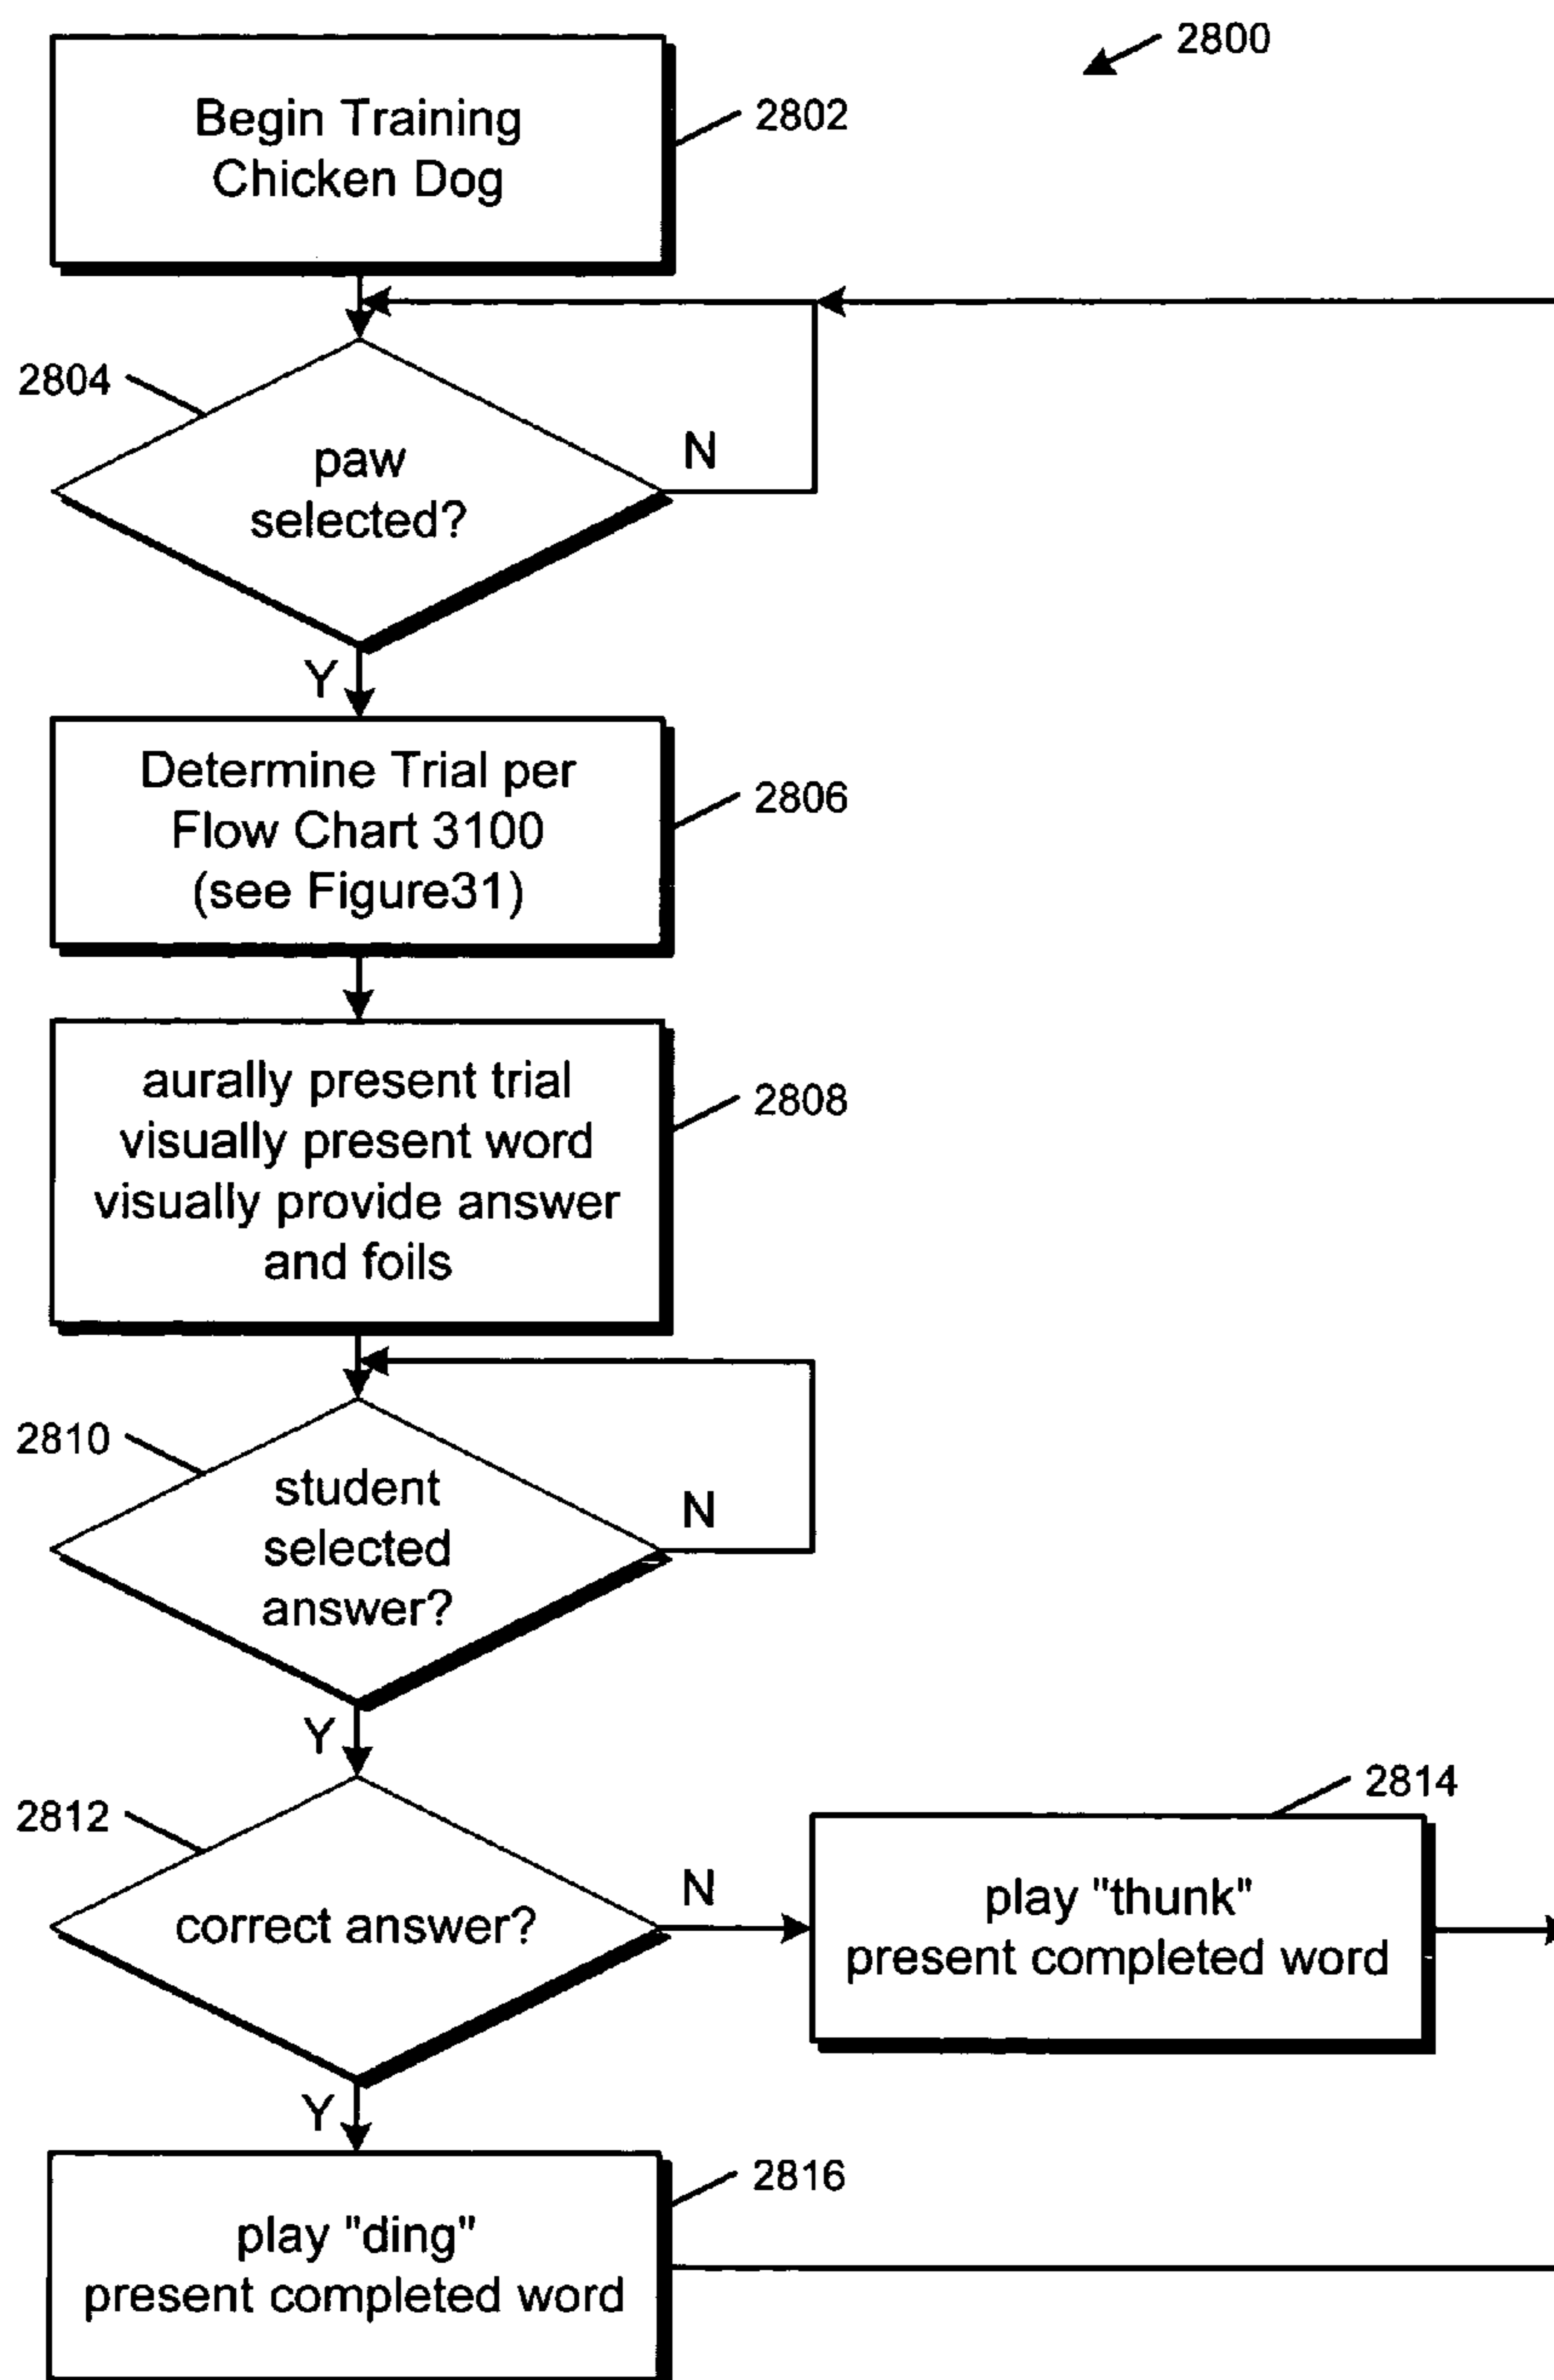 2800
Begin Training
Chicken Dog
2802
2804
paw
selected?
N
Y
Determine Trial per
Flow Chart 3100
(see Figure31)
2806
aurally present trial
visually present word
visually provide answer
and foils
2808
2810
student
selected
answer?
N
Y
2812
correct answer?
N
2814
play "thunk"
present completed word
Y
2816
play "ding"
present completed word